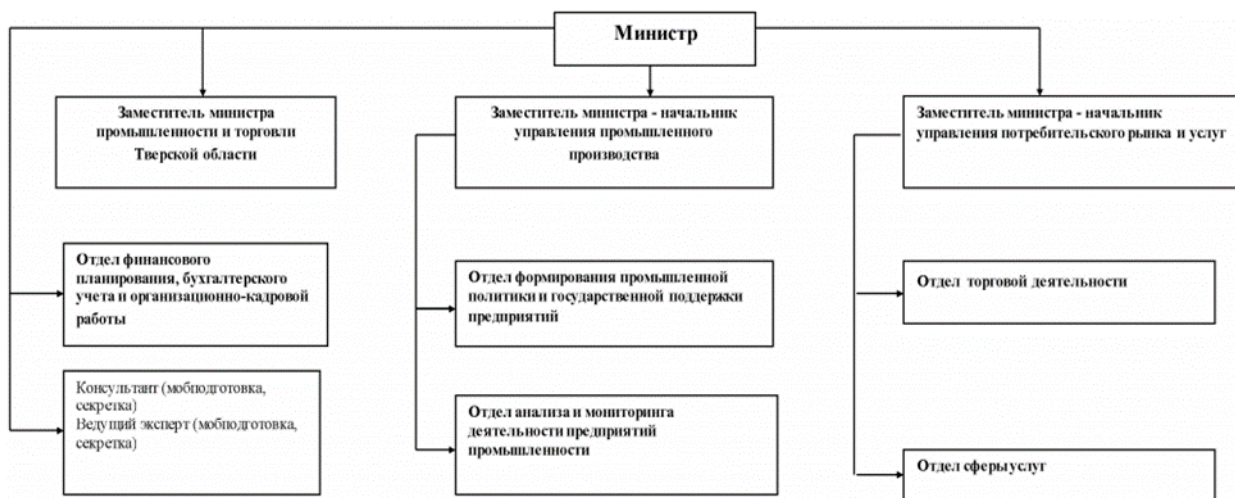 Министр
Заместитель министра
промышленности и торговли
Тверской области
Заместитель министра - начальник
управления промышленного
производства
Заместитель министра - начальник
управления потребительского рынка и услуг
Отдел финансового
планирования, бухгалтерского
учета и организационно-кадровой
работы
Отдел формирования промышленной
политики и государственной поддержки
предприятий
Отдел торговой деятельности
Консультант (мобподготовка,
секретка)
Ведущий эксперт (мобподготовка,
секретка)
Отдел анализа и мониторинга
деятельности предприятий
промышленности
Отдел сферы услуг